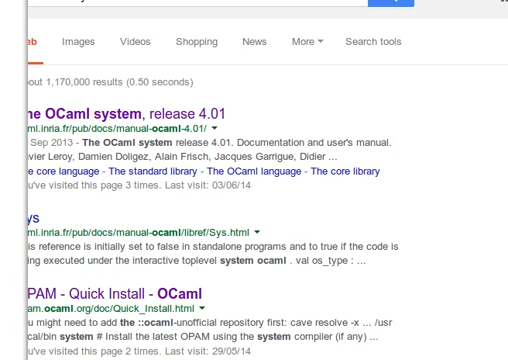 Images Videos Shopping News More Search tools
1,170,000 results (0.50 seconds)
OCaml system, release 4.01
ml.inria.fr/pub/docs/manual-ocaml-4.01/
Sep 2013 - The OCaml system release 4.01. Documentation and user's manual.
vier Leroy, Damien Doligez, Alain Frisch, Jacques Garrigue, Didier ...
e core language - The standard library - The OCaml language - The core library
u've visited this page 3 times. Last visit: 03/06/14
ys
ml.inria.fr/pub/docs/manual-ocaml/libref/Sys.html
is reference is initially set to false in standalone programs and to true if the code is
ing executed under the interactive toplevel system ocaml . val os_type : ...
PAM - Quick Install - OCaml
am.ocaml.org/doc/Quick_Install.html
u might need to add the ::ocaml-unofficial repository first: cave resolve -x ... /usr
cal/bin system # Install the latest OPAM using the system compiler (if any) ...
u've visited this page 2 times. Last visit: 29/05/14